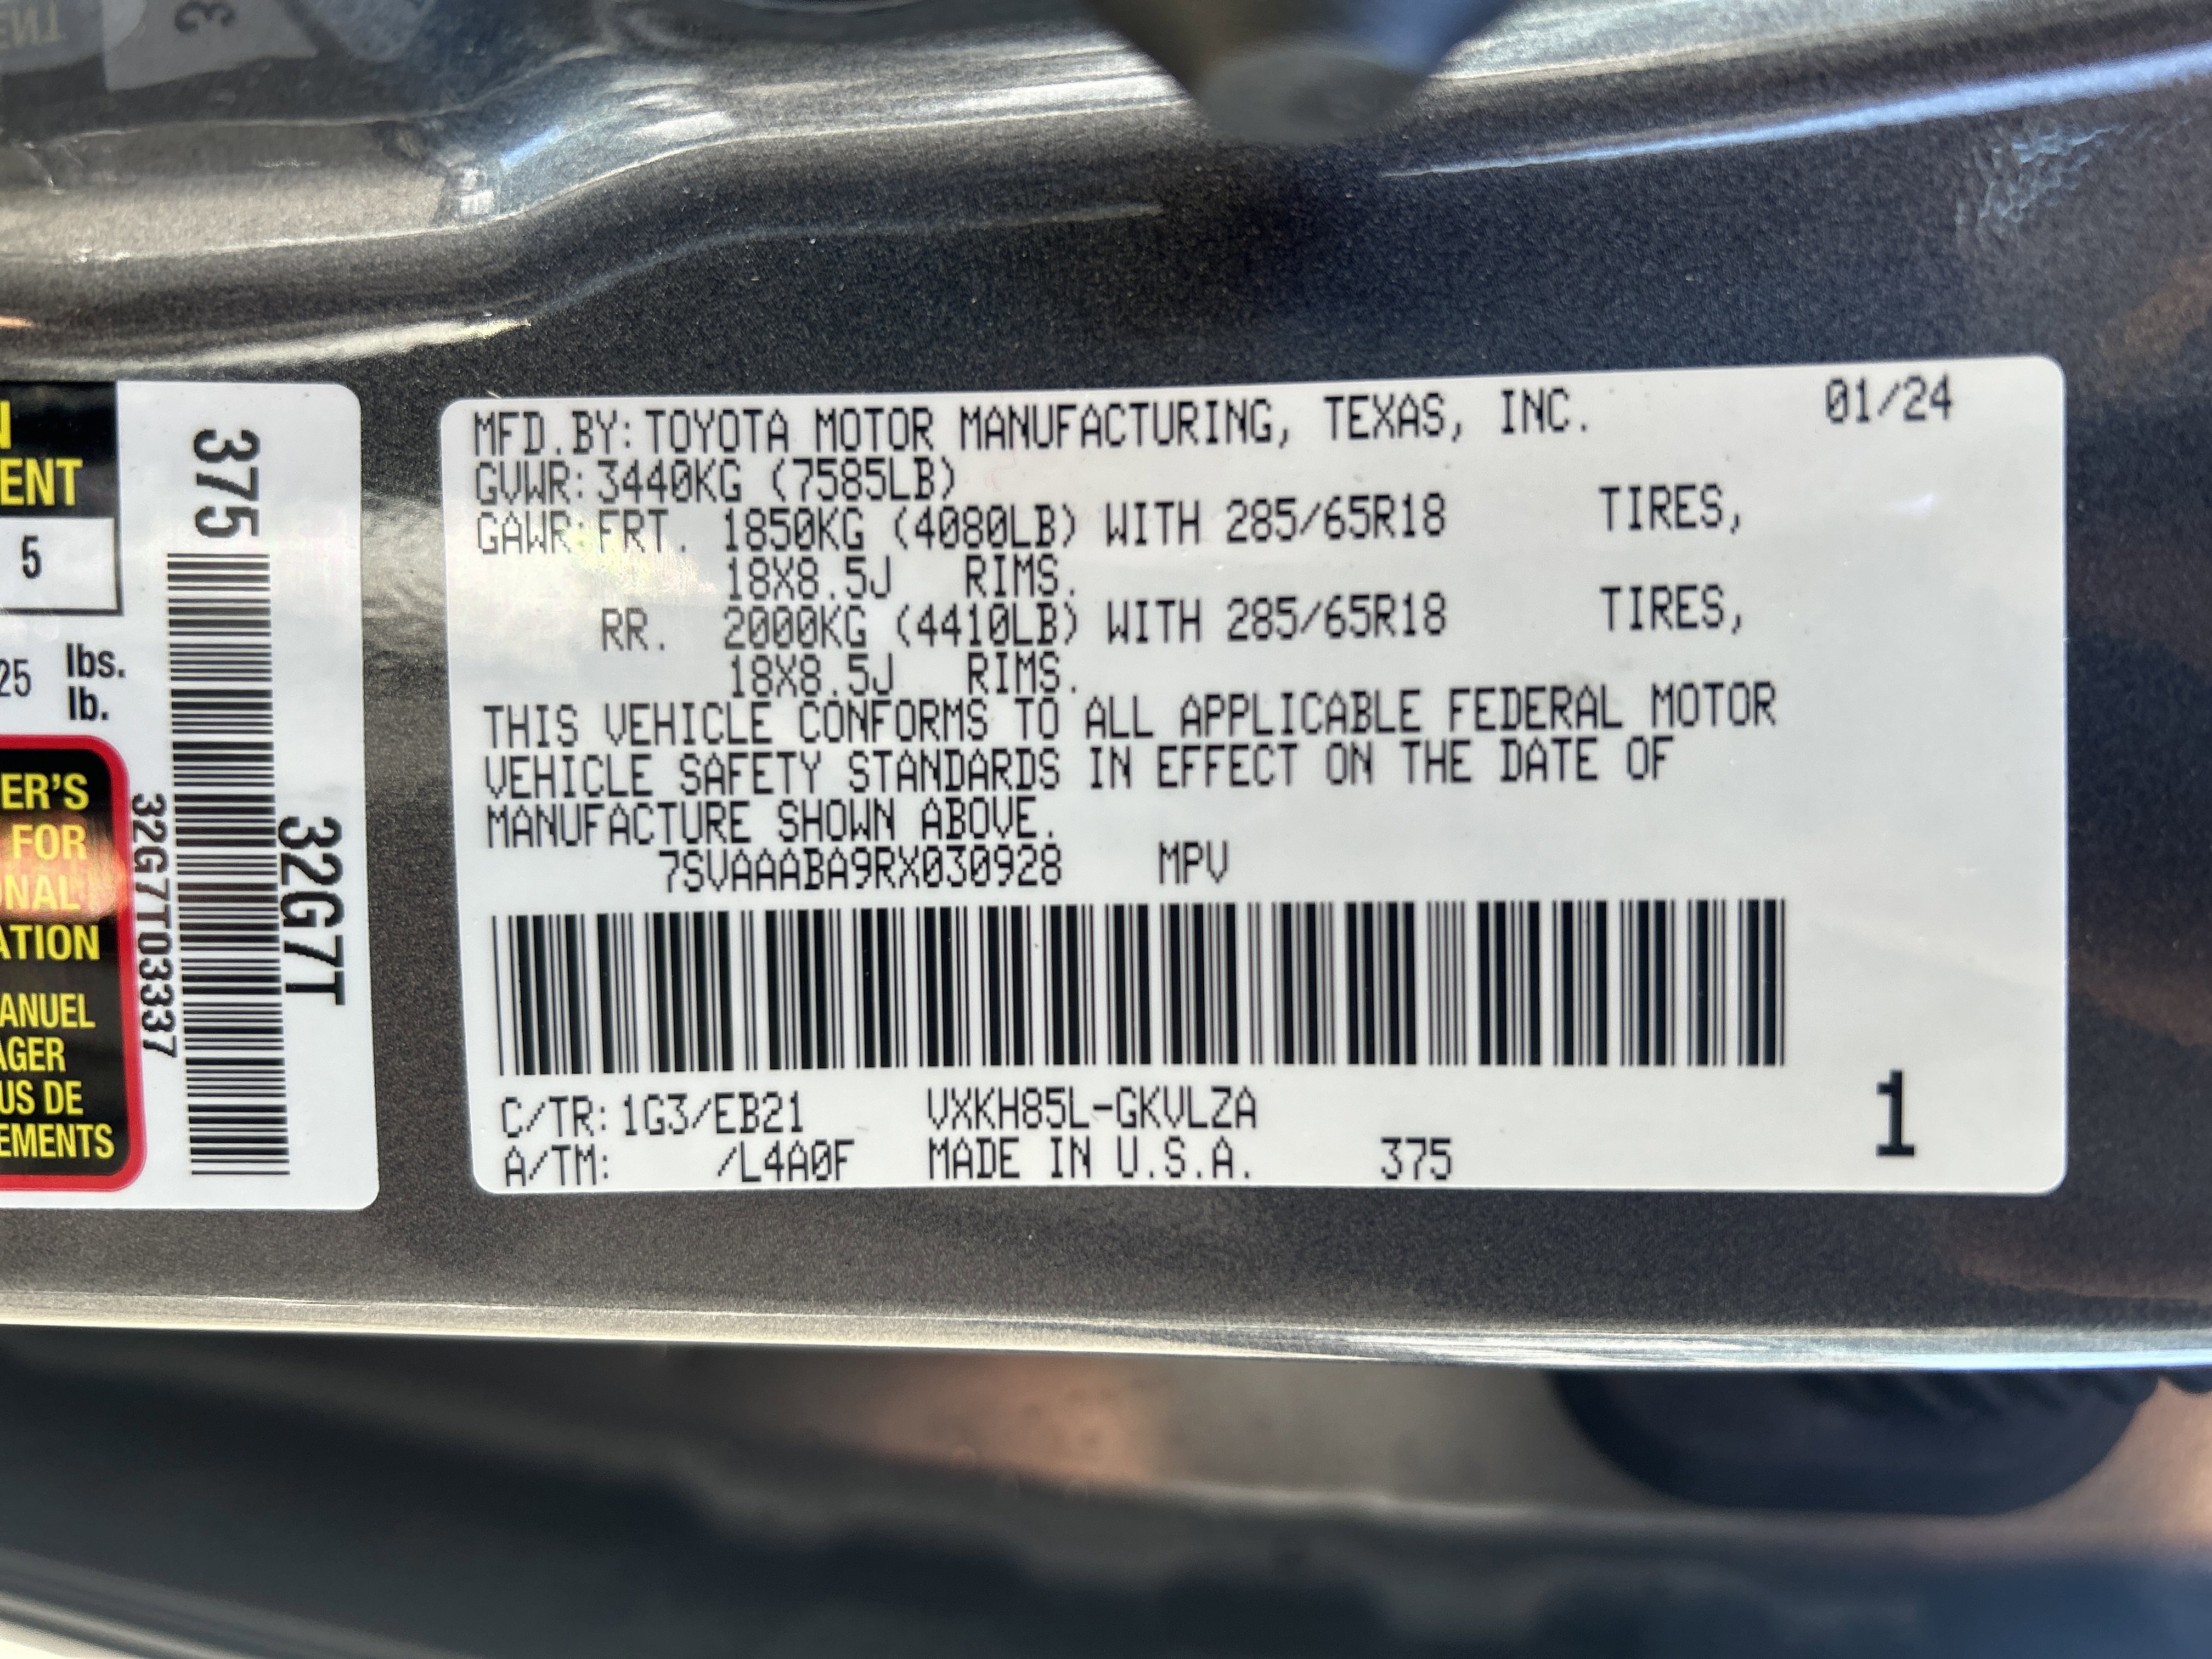 N
ENT
5
25 lbs.
lb.
ER'S
FOR
ONAL
ATION
ANUEL
AGER
US DE
EMENTS
375
32G7T
32G7T0337
MFD.BY:TOYOTA MOTOR MANUFACTURING, TEXAS, INC. 01/24
GVWR:3440KG (7585LB)
GAWR:FRT. 1850KG (4080LB) WITH 285/65R18 TIRES,
18X8.5J RIMS.
RR. 2000KG (4410LB) WITH 285/65R18 TIRES,
18X8.5J RIMS.
THIS VEHICLE CONFORMS TO ALL APPLICABLE FEDERAL MOTOR
VEHICLE SAFETY STANDARDS IN EFFECT ON THE DATE OF
MANUFACTURE SHOWN ABOVE.
7SVAAABA9RX030928 MPV
C/TR:1G3/EB21 VXKH85L-GKVLZA
A/TM: /L4A0F MADE IN U.S.A. 375
1